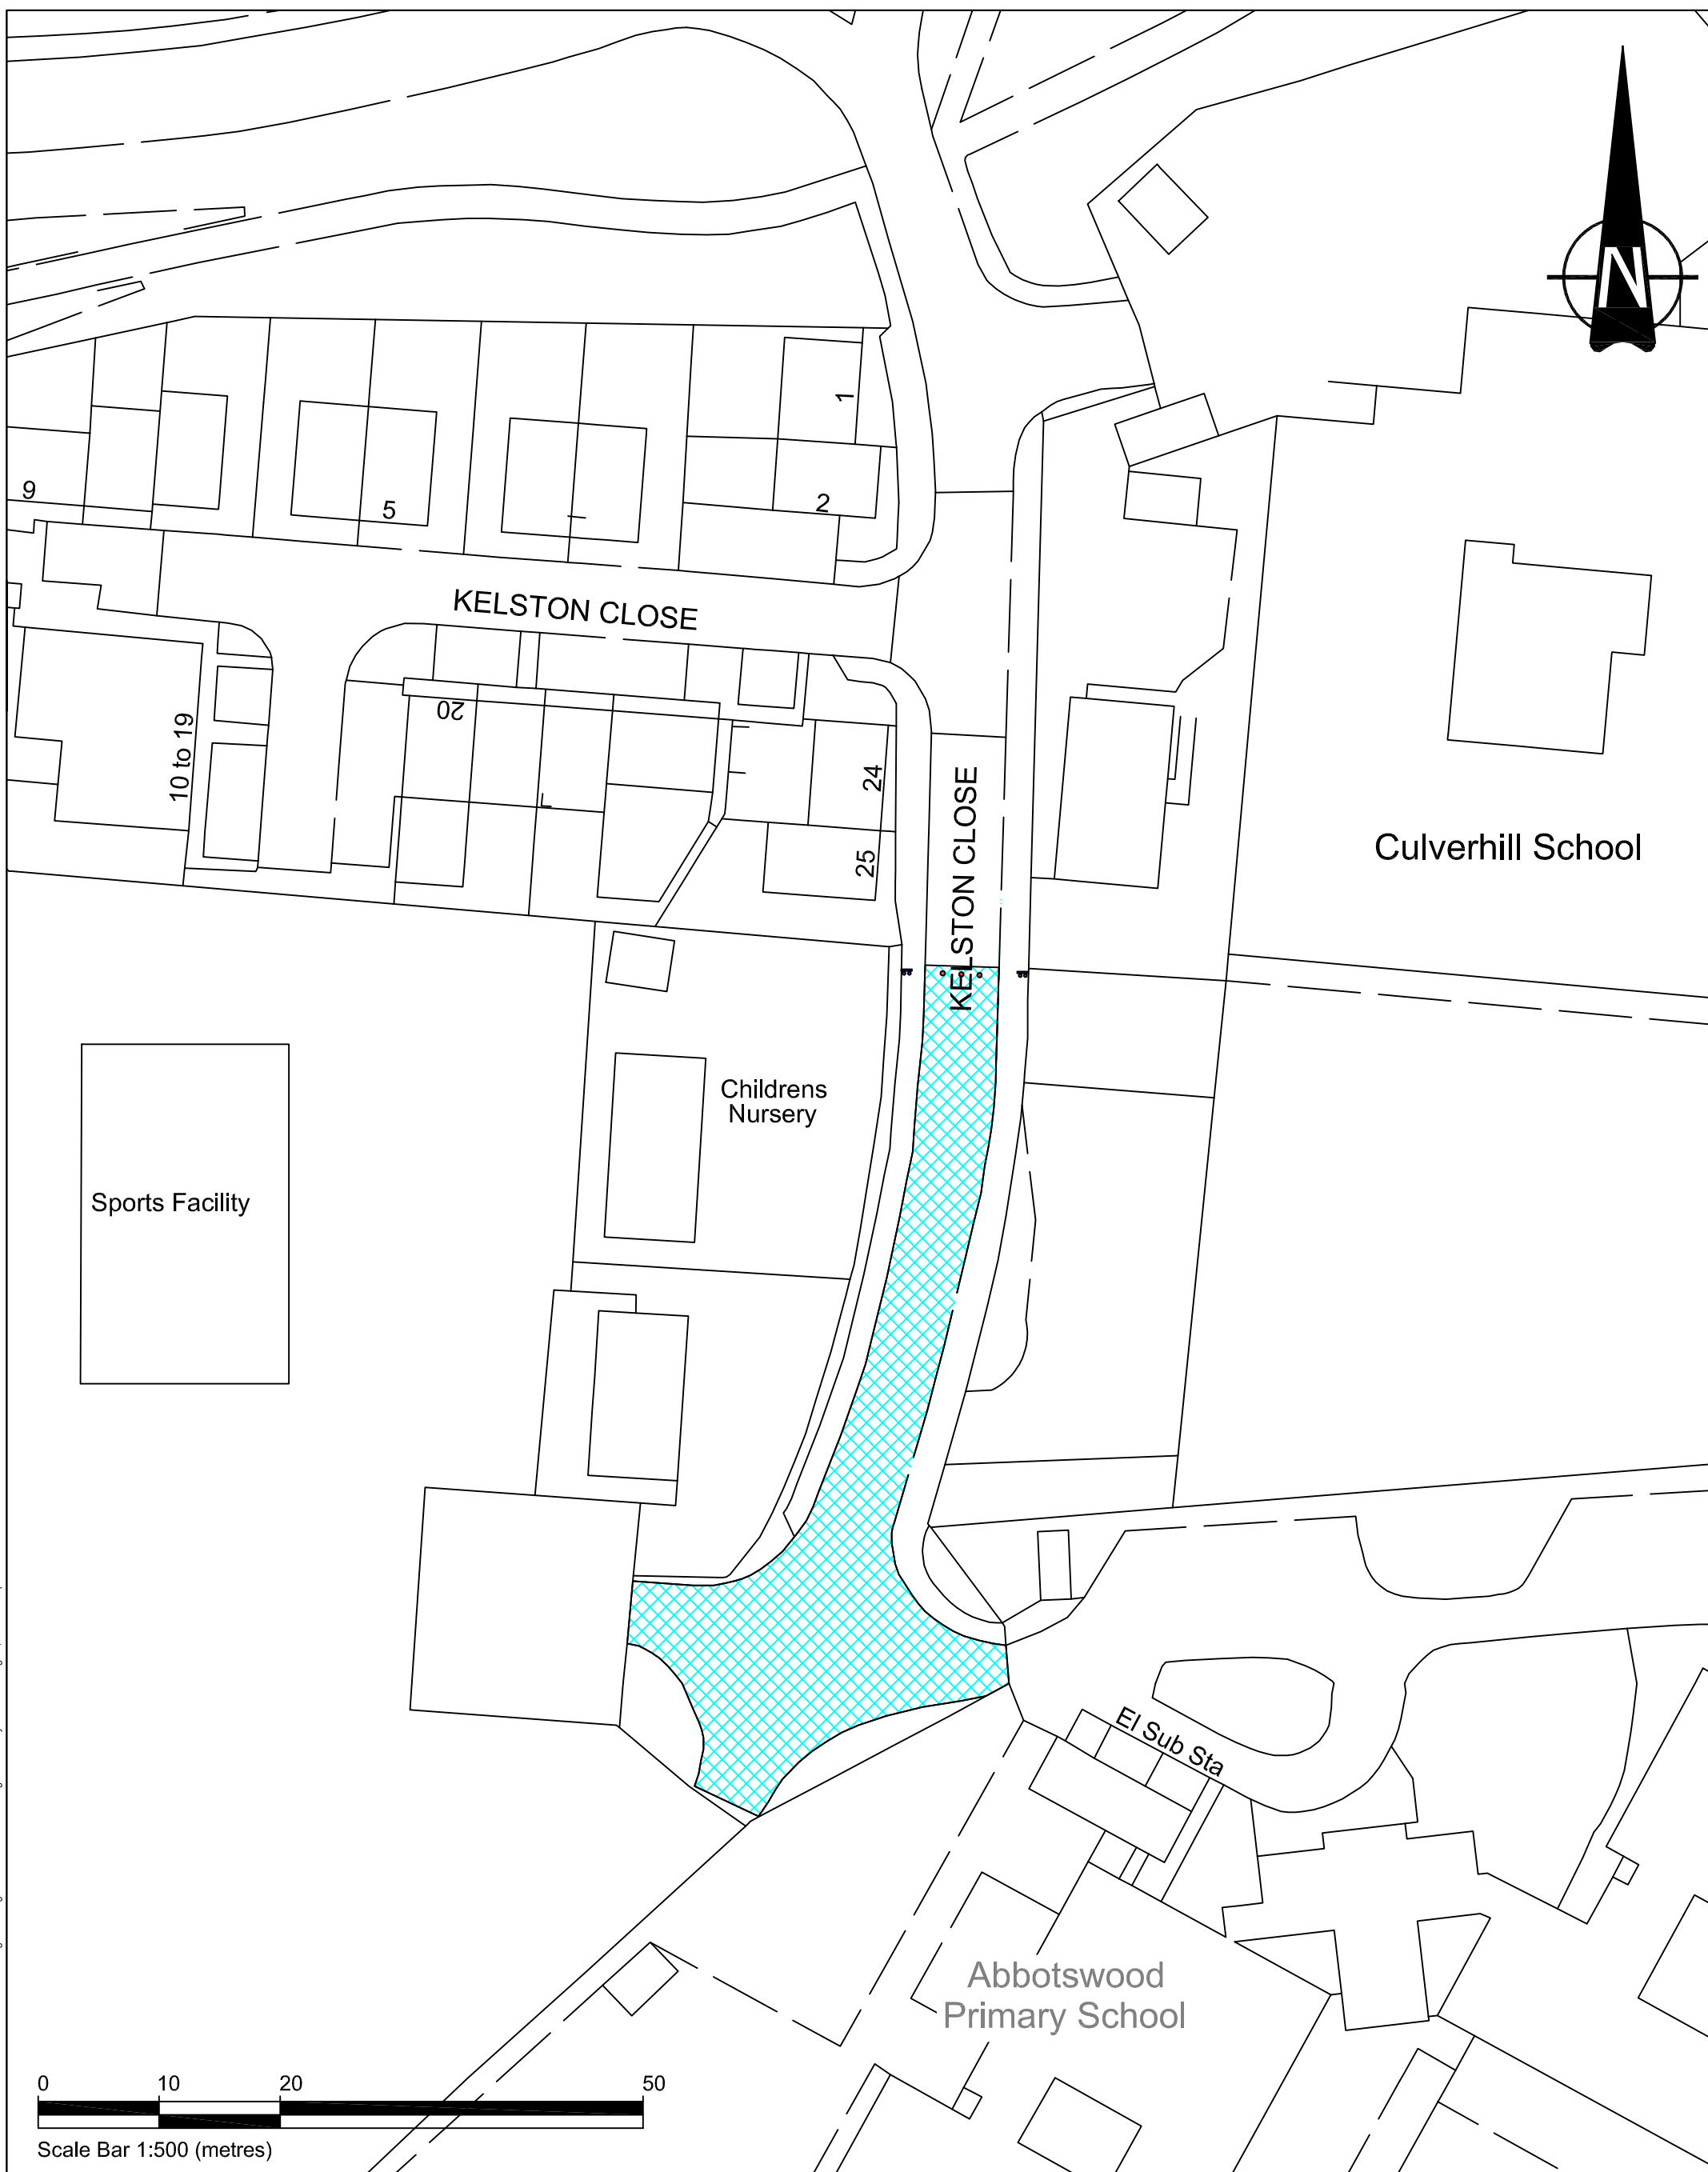 N
1
9
5
2
KELSTON CLOSE
20
10 to 19
24
KELSTON CLOSE
25
Culverhill School
Childrens
Nursery
Sports Facility
El Sub Sta
Abbotswood
Primary School
0 10 20 50
Scale Bar 1:500 (metres)